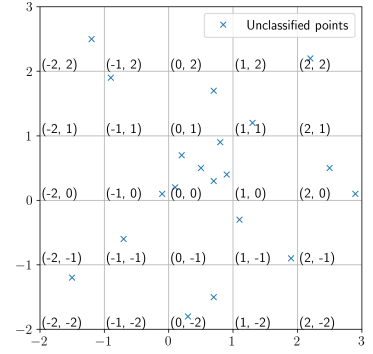 3
Unclassified points
2
(-2, 2) (-1, 2) (0, 2) (1, 2) (2, 2)
1
(-2, 1) (-1, 1) (0, 1) (1, 1) (2, 1)
0
(-2, 0) (-1, 0) (0, 0) (1, 0) (2, 0)
−1
(-2, -1) (-1, -1) (0, -1) (1, -1) (2, -1)
−2
(-2, -2) (-1, -2) (0, -2) (1, -2) (2, -2)
−2 −1 0 1 2 3